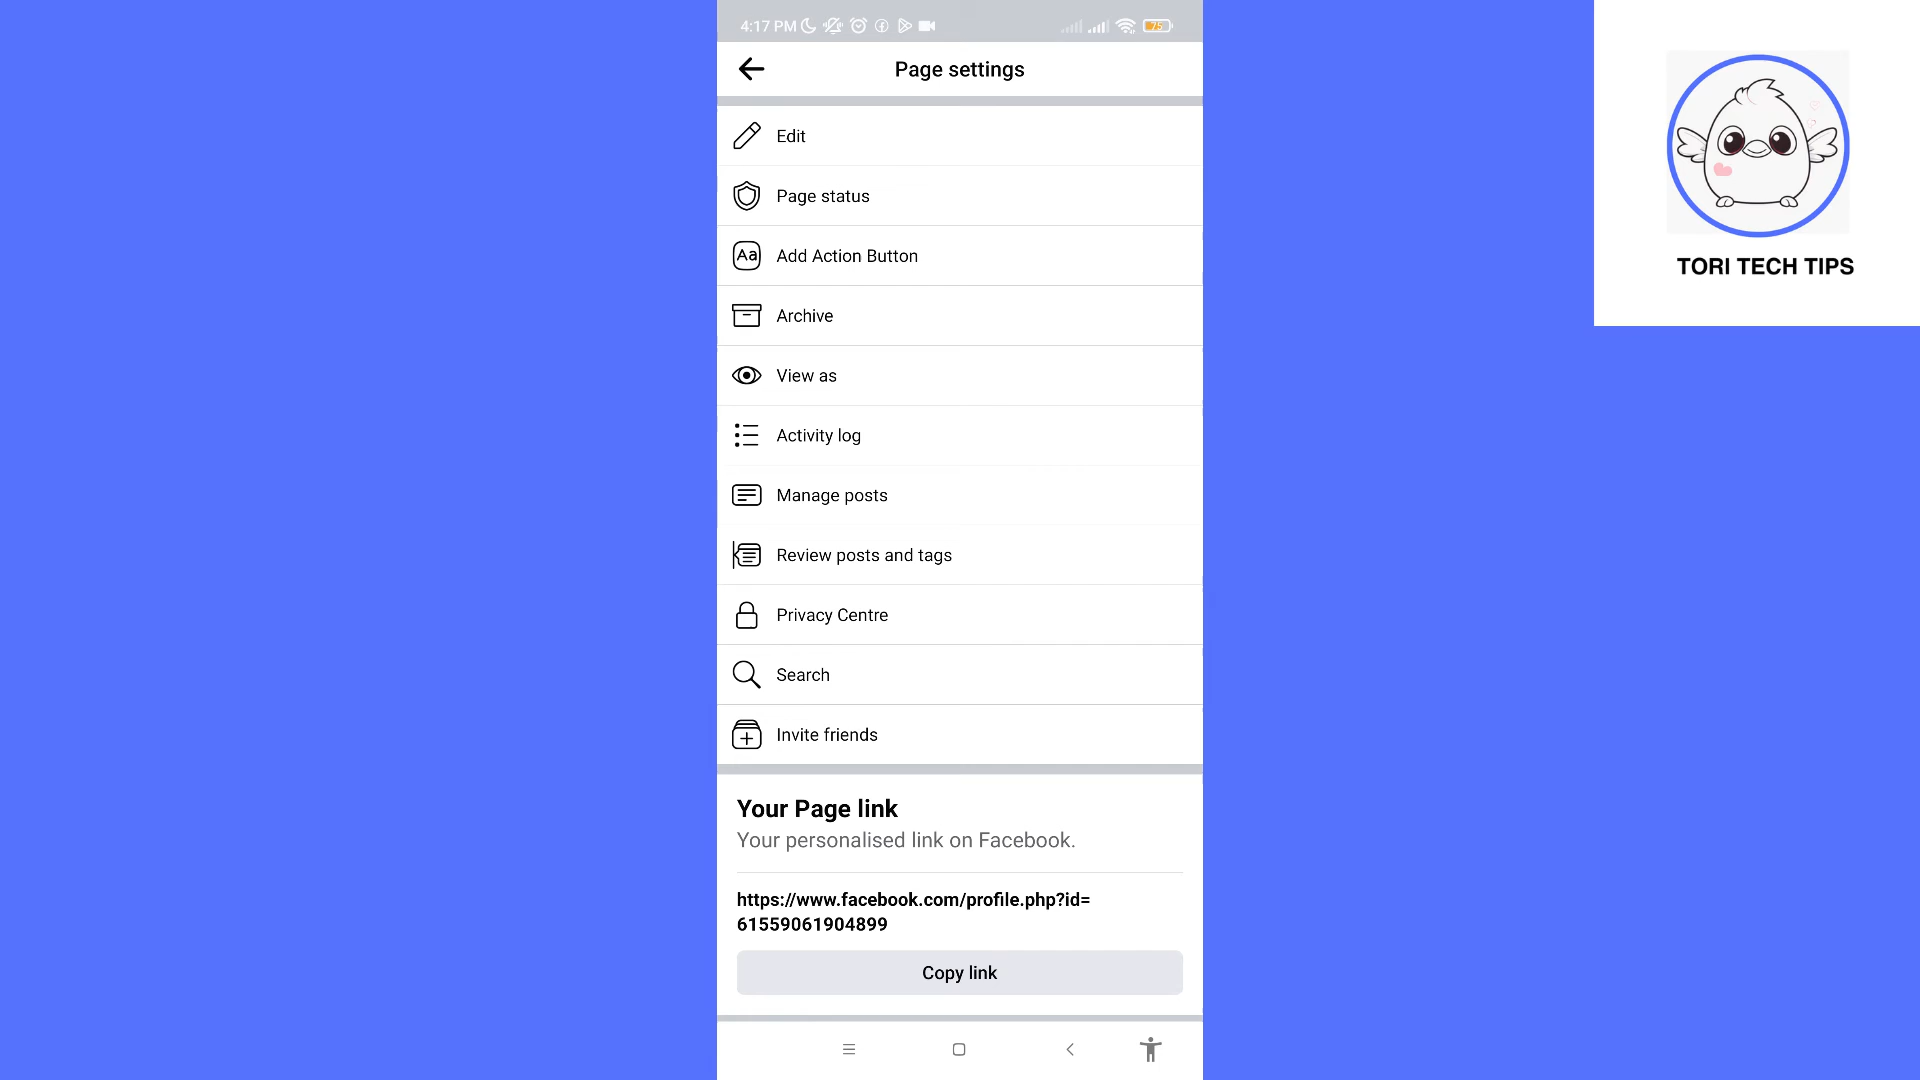 4:17 PM
75
Page settings
Edit
Page status
Aa Add Action Button
Archive
View as
Activity log
Manage posts
Review posts and tags
Privacy Centre
Search
Invite friends
Your Page link
Your personalised link on Facebook.
https://www.facebook.com/profile.php?id=
61559061904899
Copy link
TORI TECH TIPS